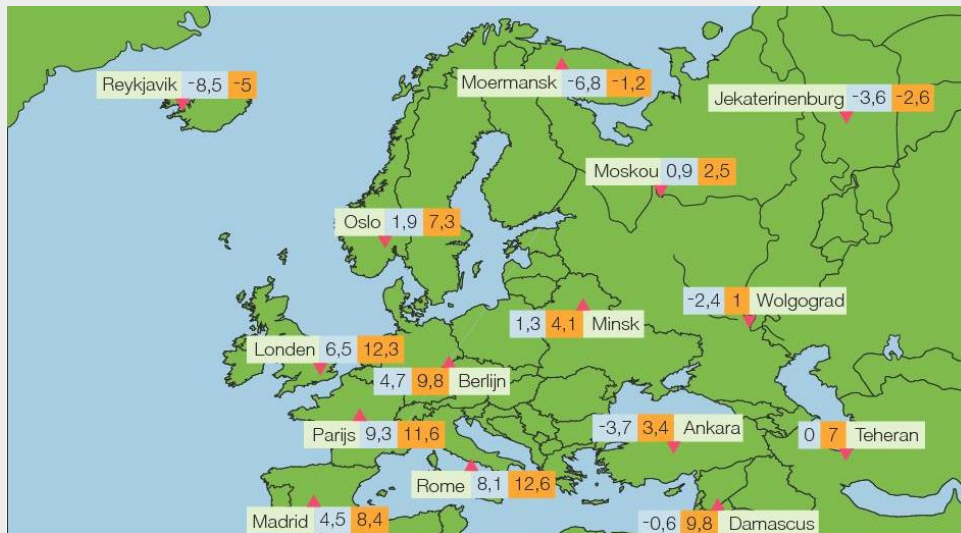 Reykjavik -8,5 -5
Moermansk -6,8 -1,2
Jekaterinenburg -3,6 -2,6
Moskou 0,9 2,5
Oslo 1,9 7,3
-2,4 1 Wolgograd
1,3 4,1 Minsk
Londen 6,5 12,3
4,7 9,8 Berlijn
Parijs 9,3 11,6
-3,7 3,4 Ankara
0 7 Teheran
Rome 8,1 12,6
Madrid 4,5 8,4
-0,6 9,8 Damascus